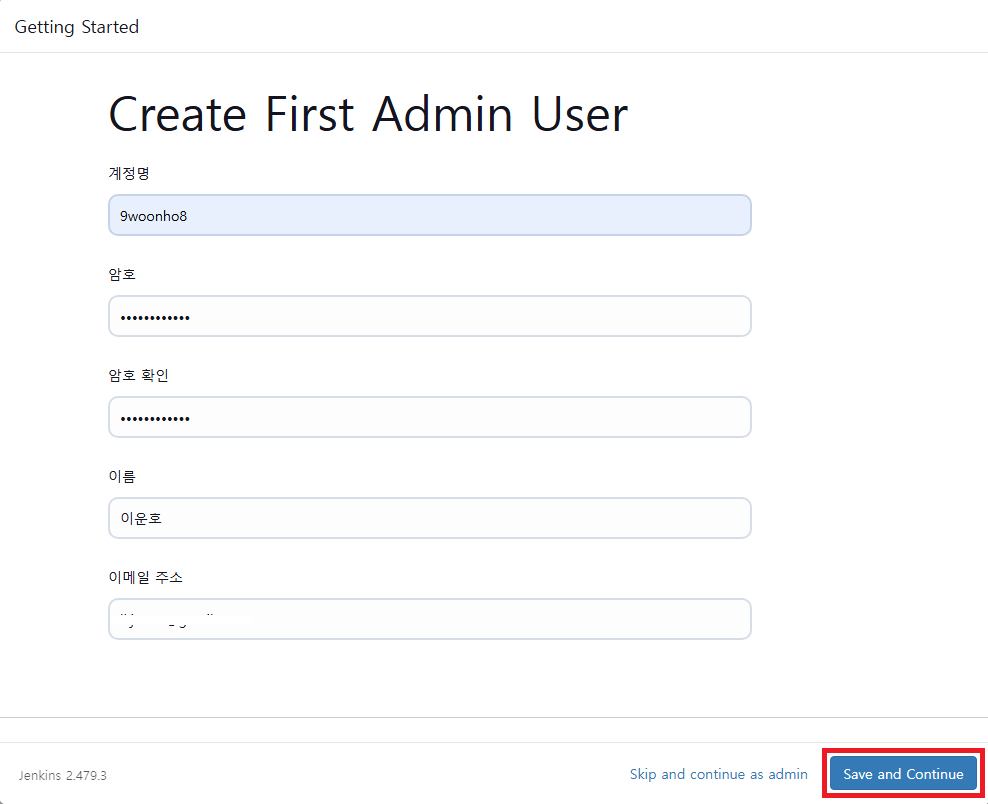 Getting Started
Create First Admin User
계정명
9woonho8
암호
••••••••••••
암호 확인
••••••••••••
이름
이운호
이메일 주소
Jenkins 2.479.3
Skip and continue as admin
Save and Continue